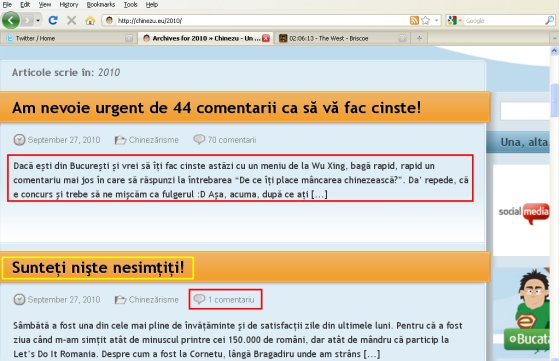 File Edit View History Bookmarks Tools Help
http://chinezu.eu/2010/
Google
Twitter / Home
Archives for 2010 » Chinezu - Un ...
02:06:13 - The West - Briscoe
Articole scrie în: 2010
Am nevoie urgent de 44 comentarii ca să vă fac cinste!
September 27, 2010 Chinezărisme 70 comentarii
Dacă ești din București și vrei să îți fac cinste astăzi cu un meniu de la Wu Xing, bagă rapid, rapid un
comentariu mai jos în care să răspunzi la întrebarea "De ce îți place mâncarea chinezească?". Da' repede, că
e concurs și trebe să ne mișcăm ca fulgerul :D Așa, acuma, după ce ați [...]
Una, alta
social media
Sunteți niște nesimțiți!
September 27, 2010 Chinezărisme 1 comentariu
Sâmbătă a fost una din cele mai pline de învățăminte și de satisfacții zile din ultimele luni. Pentru că a fost
ziua când m-am simțit atât de minuscul printre cei 150.000 de români, dar atât de mândru că particip la
Let's Do It Romania. Despre cum a fost la Cornetu, lângă Bragadiru unde am strâns [...]
eBucata